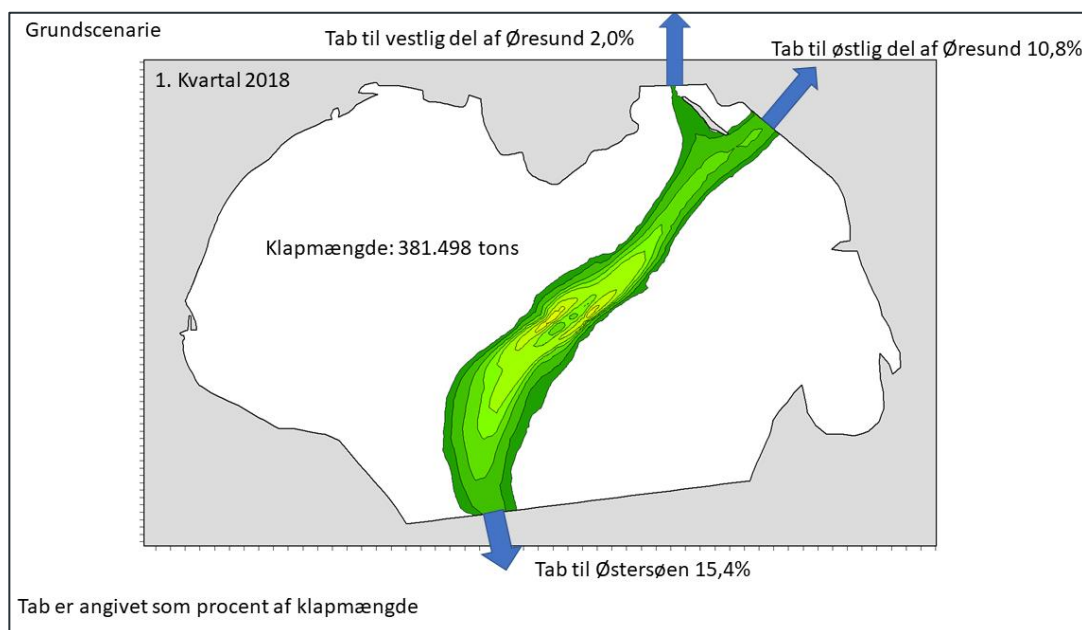 Grundscenarie
Tab til vestlig del af Øresund 2,0%
Tab til østlig del af Øresund 10,8%
1. Kvartal 2018
Klapmængde: 381.498 tons
Tab til Østersøen 15,4%
Tab er angivet som procent af klapmængde